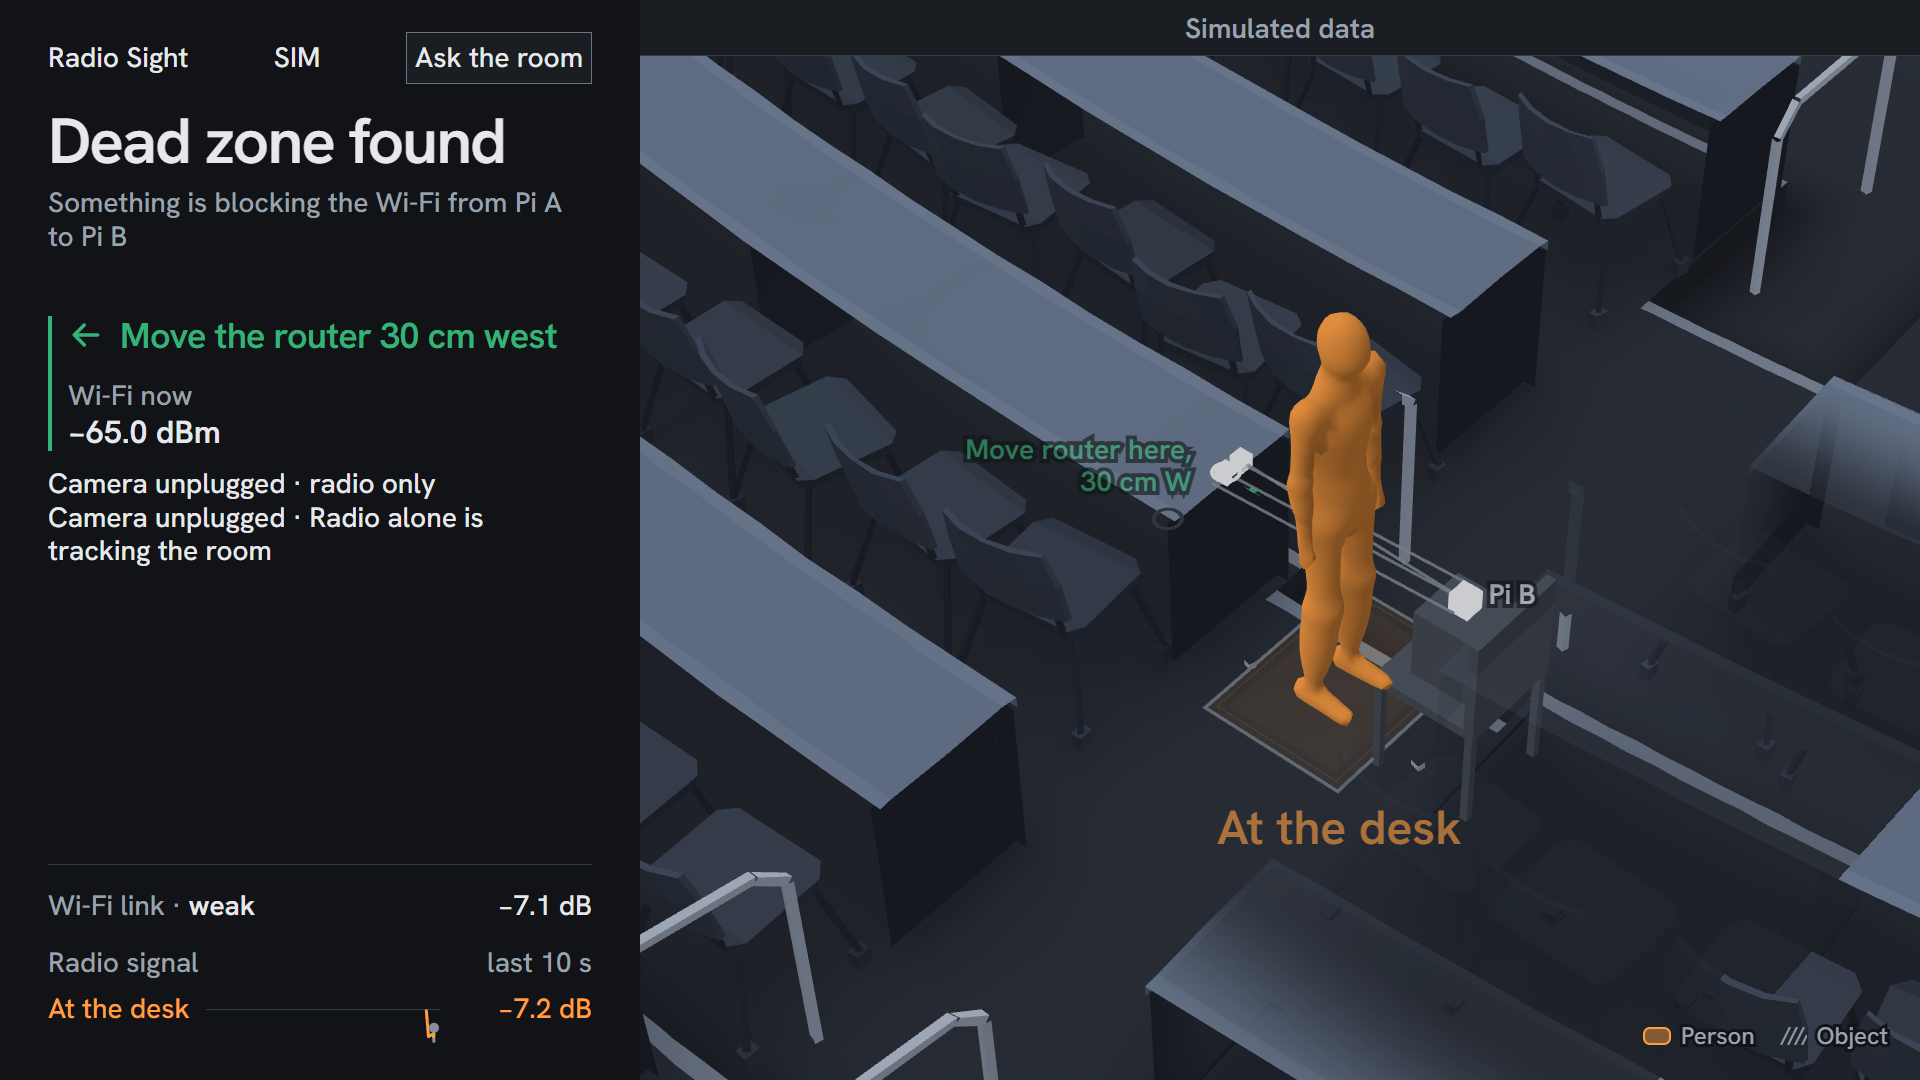 Radio Sight
SIM
Ask the room
Dead zone found
Something is blocking the Wi-Fi from Pi A
to Pi B
← Move the router 30 cm west
Wi-Fi now
−65.0 dBm
Camera unplugged · radio only
Camera unplugged · Radio alone is
tracking the room
Wi-Fi link · weak
−7.1 dB
Radio signal
last 10 s
At the desk
−7.2 dB
Simulated data
Move router here,
30 cm W
Pi B
At the desk
Person
Object